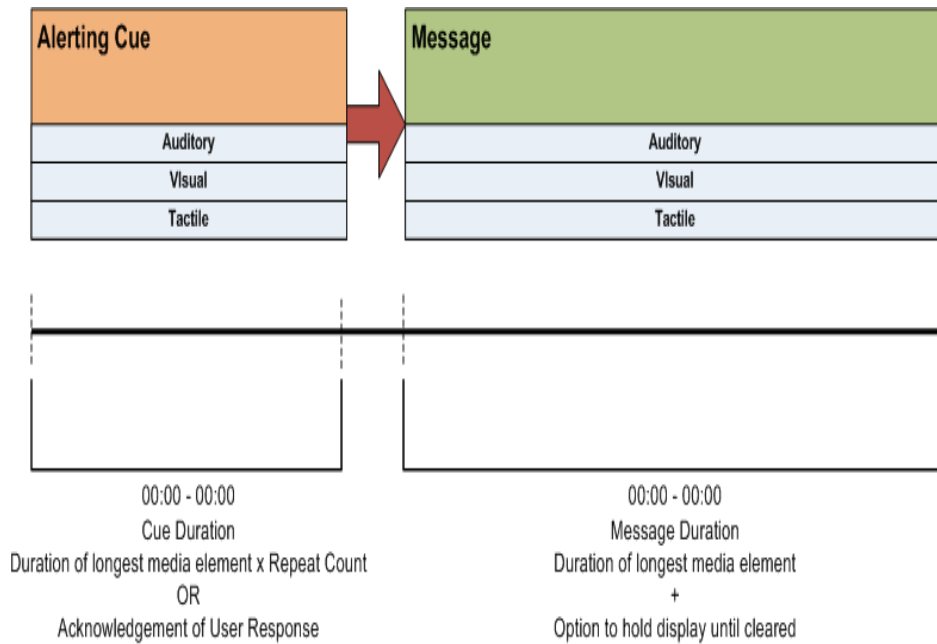 Alerting Cue
Auditory
VIsual
Tactile
Message
Auditory
VIsual
Tactile
00:00 - 00:00
Cue Duration
Duration of longest media element x Repeat Count
OR
Acknowledgement of User Response
00:00 - 00:00
Message Duration
Duration of longest media element
+
Option to hold display until cleared